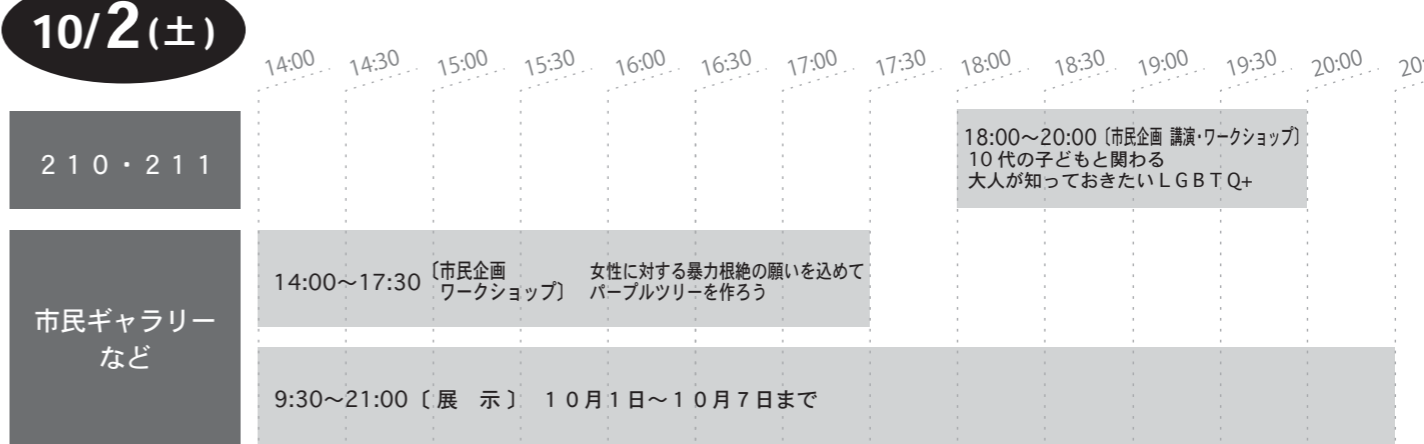 10/2(土)
14:00 14:30 15:00 15:30 16:00 16:30 17:00 17:30 18:00 18:30 19:00 19:30 20:00
210・211
18:00～20:00〔市民企画 講演・ワークショップ〕
10代の子どもと関わる
大人が知っておきたいLGBTQ+
市民ギャラリー
など
14:00～17:30〔市民企画
ワークショップ〕
女性に対する暴力根絶の願いを込めて
パープルツリーを作ろう
9:30～21:00〔展 示〕 10月1日～10月7日まで